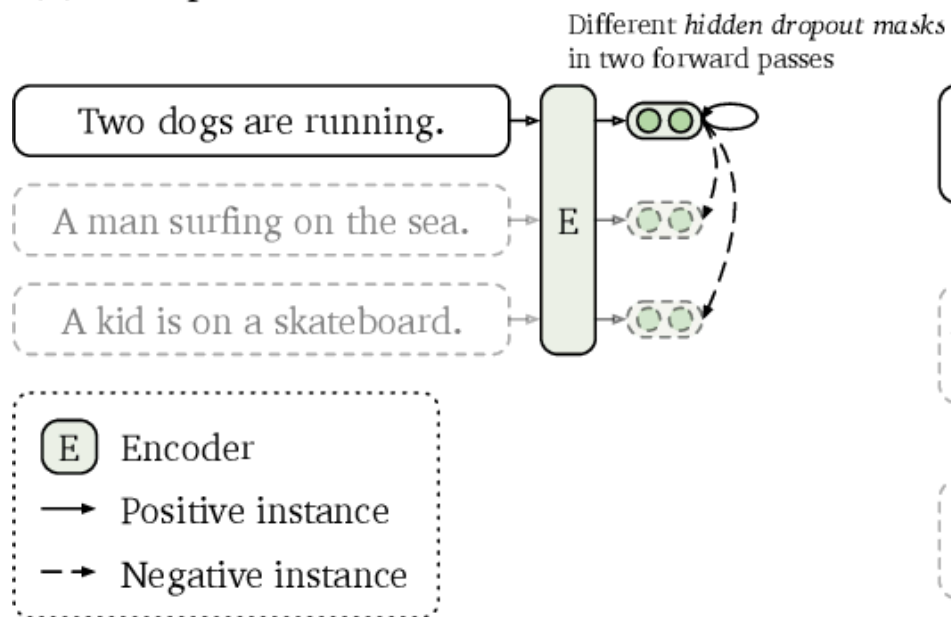 Different hidden dropout masks
in two forward passes
Two dogs are running.
A man surfing on the sea.
E
A kid is on a skateboard.
E Encoder
Positive instance
Negative instance